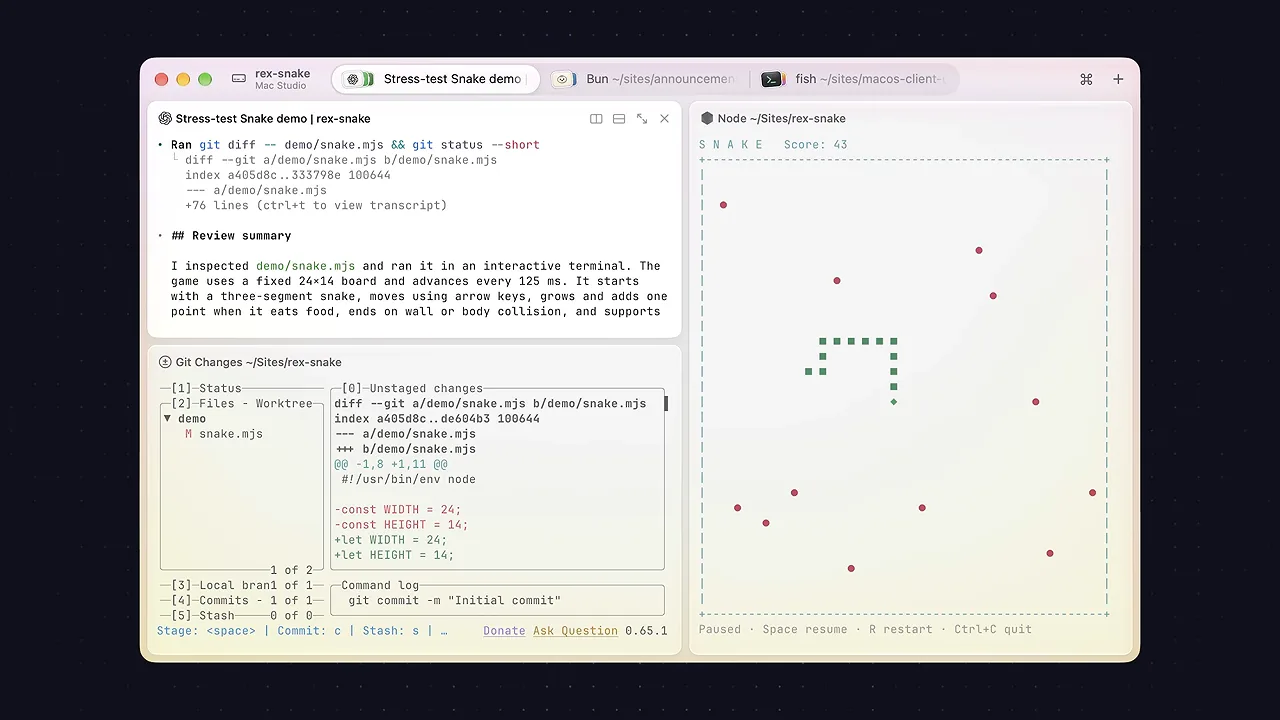 rex-snake
Mac Studio
Stress-test Snake demo
Bun ~/sites/announcemen
fish ~/sites/macos-client-
Stress-test Snake demo | rex-snake
• Ran git diff -- demo/snake.mjs && git status --short
└ diff --git a/demo/snake.mjs b/demo/snake.mjs
index a405d8c..333798e 100644
--- a/demo/snake.mjs
+76 lines (ctrl+t to view transcript)
• ## Review summary
I inspected demo/snake.mjs and ran it in an interactive terminal. The
game uses a fixed 24×14 board and advances every 125 ms. It starts
with a three-segment snake, moves using arrow keys, grows and adds one
point when it eats food, ends on wall or body collision, and supports
Git Changes ~/Sites/rex-snake
[1]─Status
[2]─Files - Worktree
▼ demo
M snake.mjs
1 of 2
[3]─Local bran1 of 1
[4]─Commits - 1 of 1
[5]─Stash 0 of 0
[0]─Unstaged changes
diff --git a/demo/snake.mjs b/demo/snake.mjs
index a405d8c..de604b3 100644
--- a/demo/snake.mjs
+++ b/demo/snake.mjs
@@ -1,8 +1,11 @@
#!/usr/bin/env node
-const WIDTH = 24;
-const HEIGHT = 14;
+let WIDTH = 24;
+let HEIGHT = 14;
Command log
git commit -m "Initial commit"
Stage: <space> | Commit: c | Stash: s | …
Donate Ask Question 0.65.1
Node ~/Sites/rex-snake
S N A K E Score: 43
Paused · Space resume · R restart · Ctrl+C quit